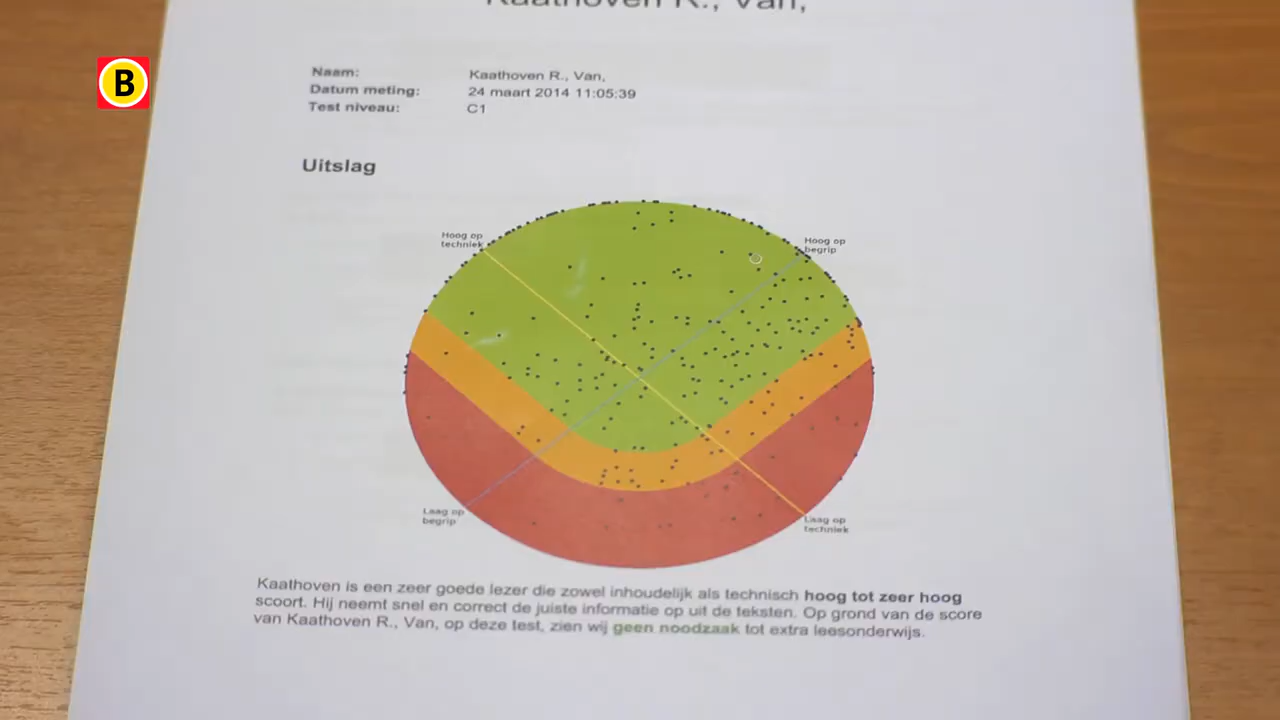 Kaathoven R., Van,
B
Naam: Kaathoven R., Van,
Datum meting: 24 maart 2014 11:05:39
Test niveau: C1
Uitslag
Hoog op
techniek
Hoog op
begrip
Laag op
begrip
Laag op
techniek
Kaathoven is een zeer goede lezer die zowel inhoudelijk als technisch hoog tot zeer hoog
scoort. Hij neemt snel en correct de juiste informatie op uit de teksten. Op grond van de score
van Kaathoven R., Van, op deze test, zien wij geen noodzaak tot extra leesonderwijs.